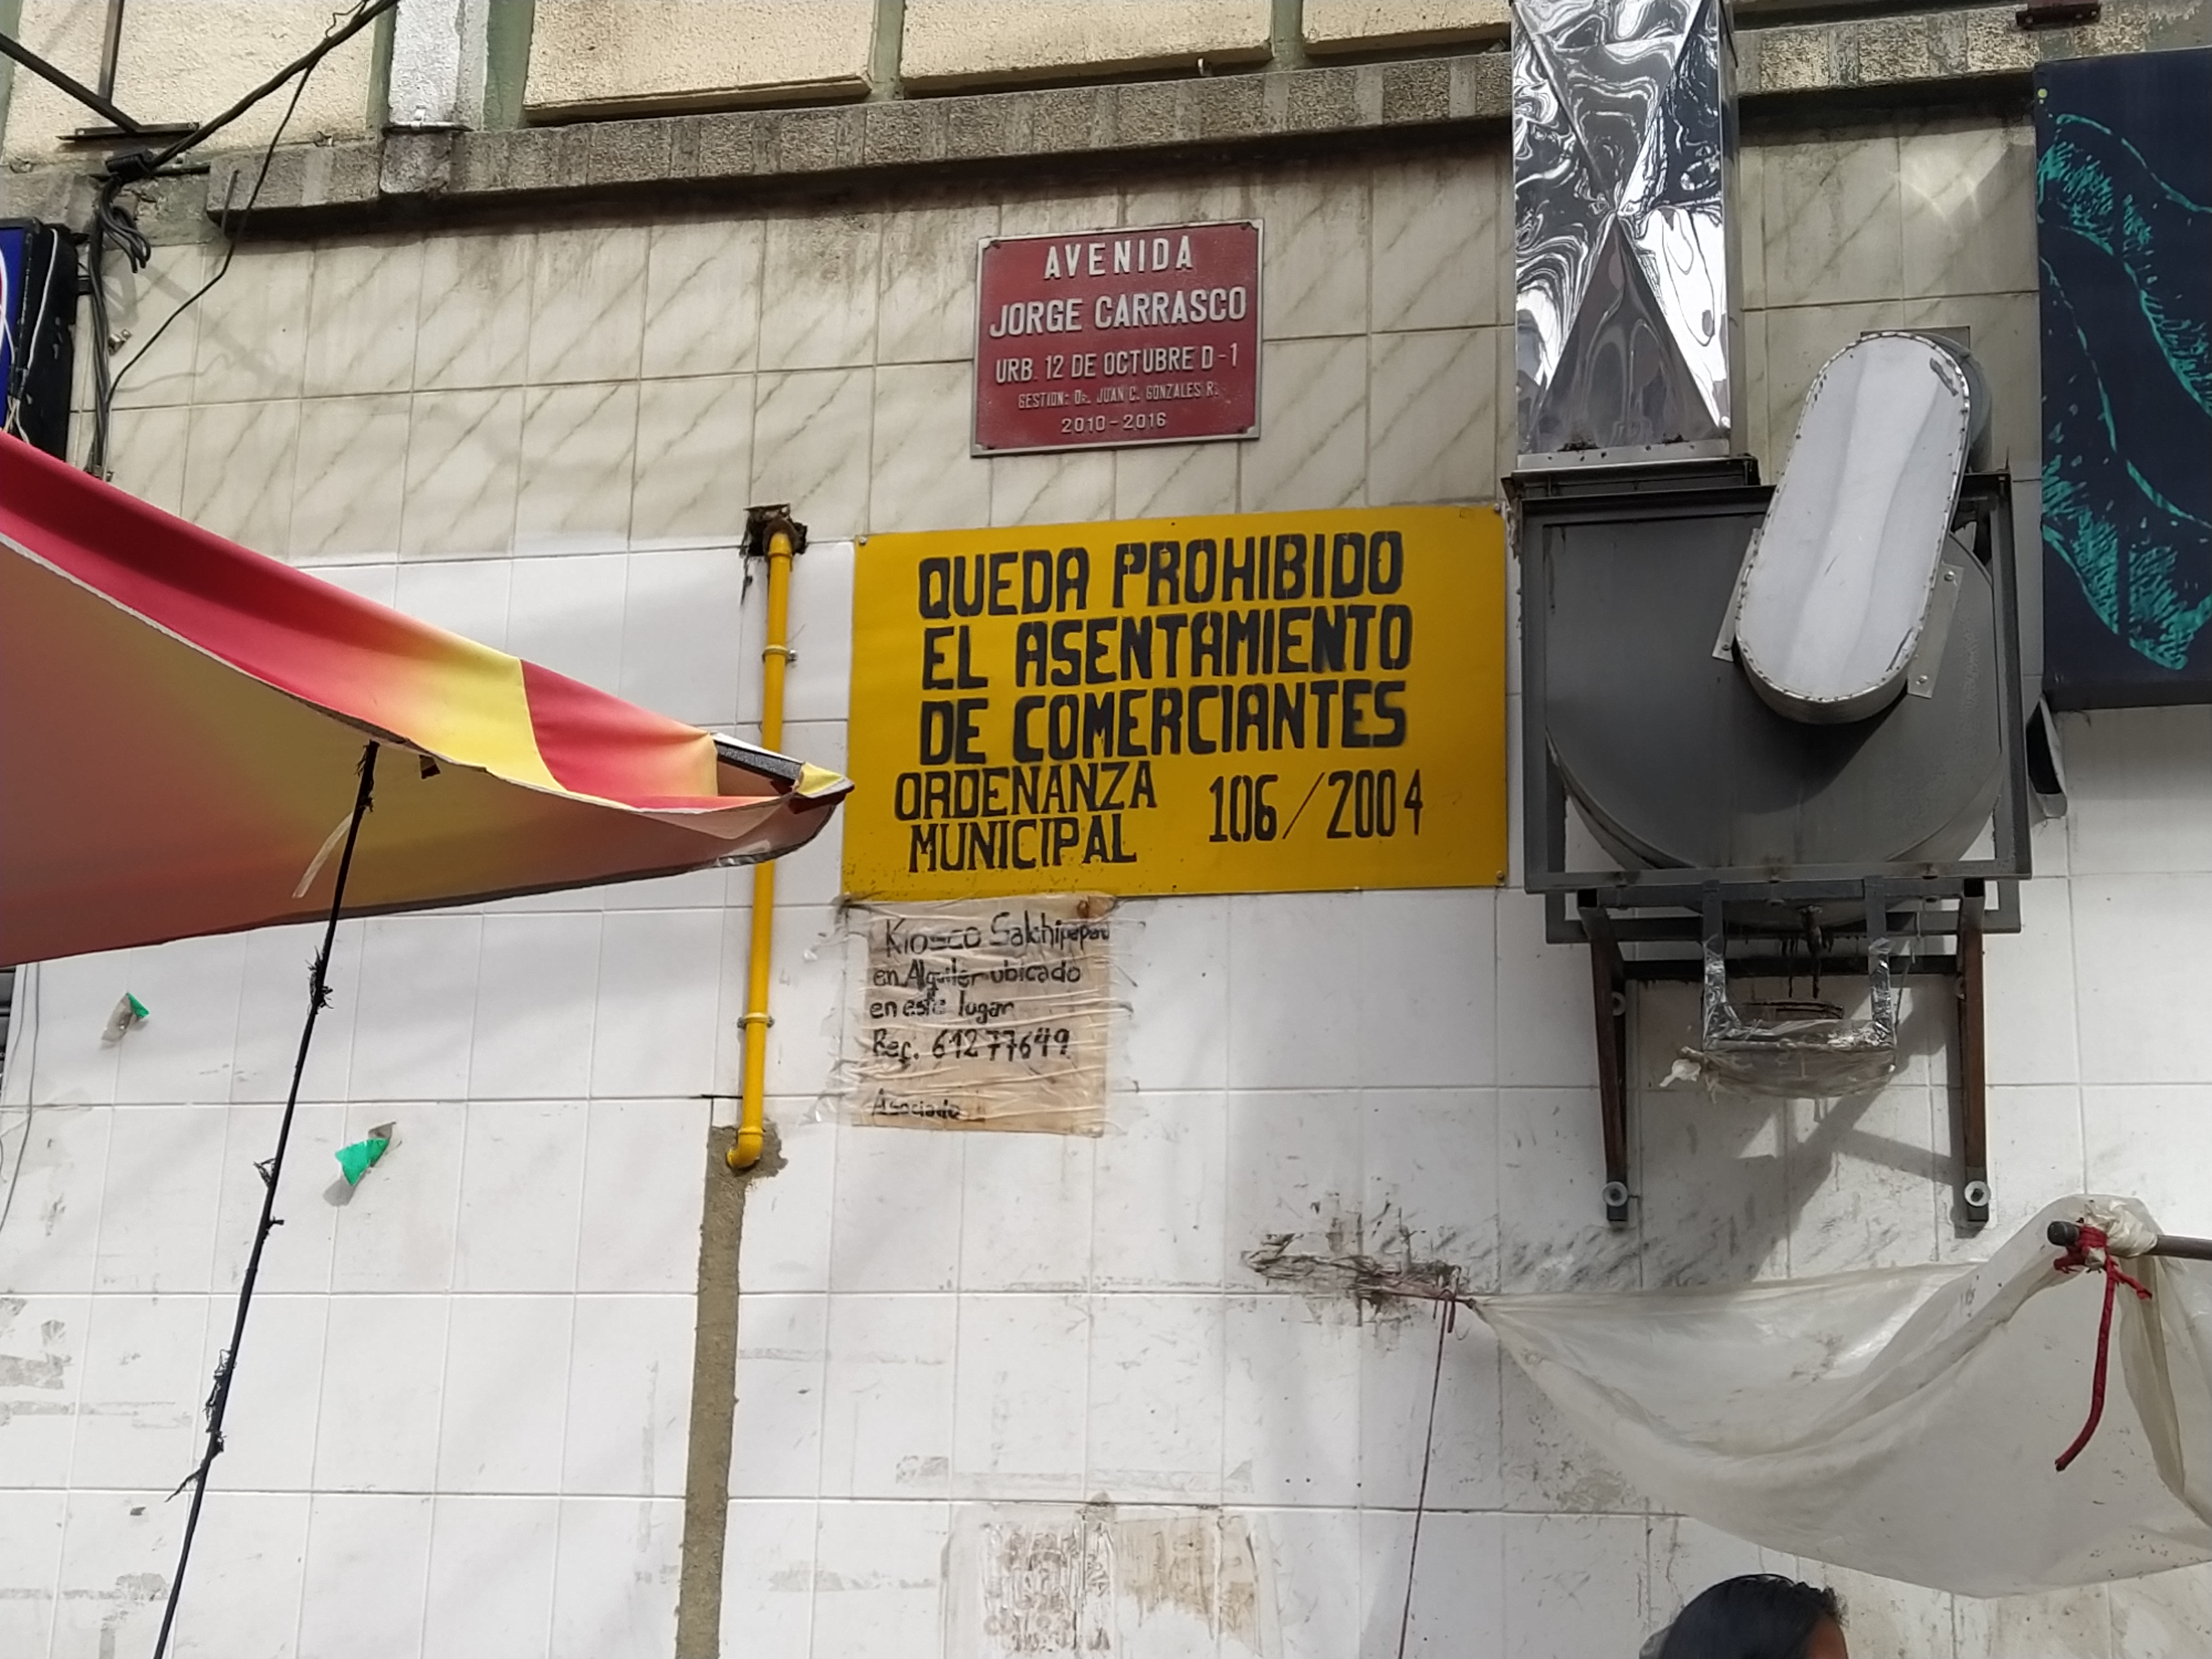 AVENIDA
JORGE CARRASCO
URB. 12 DE OCTUBRE D-1
GESTION: Dr. JUAN C. GONZALES R.
2010-2016
QUEDA PROHIBIDO
EL ASENTAMIENTO
DE COMERCIANTES
ORDENANZA
MUNICIPAL 106/2004
Kiosco Salchipapas
en Alquiler ubicado
en este lugar
61277649
Asociado